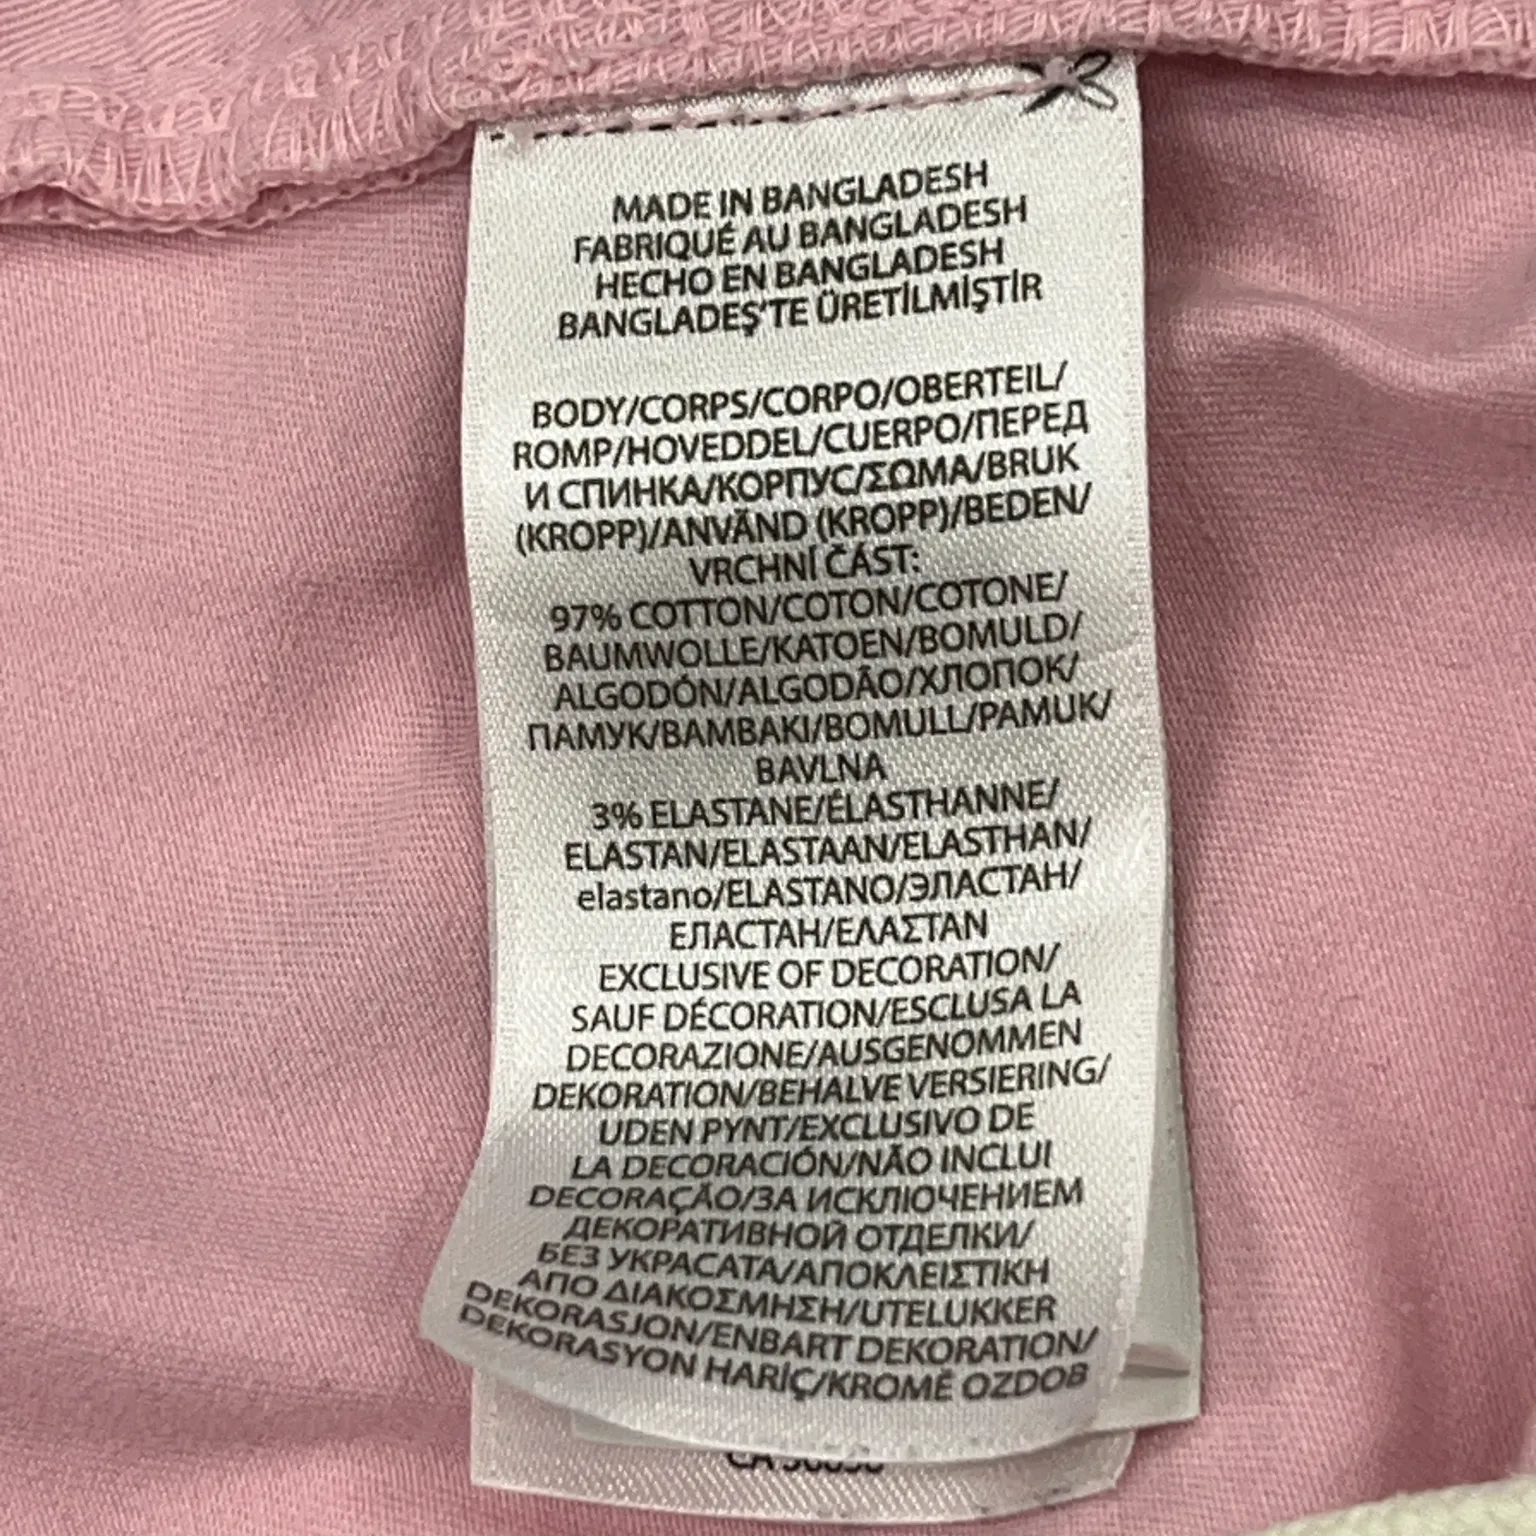 MADE IN BANGLADESH
FABRIQUÉ AU BANGLADESH
HECHO EN BANGLADESH
BANGLADEŞ'TE ÜRETİLMİŞTİR
BODY/CORPS/CORPO/OBERTEIL/
ROMP/HOVEDDEL/CUERPO/ПЕРЕД
И СПИНКА/КОРПУС/ΣΩΜΑ/BRUK
(KROPP)/ANVÄND (KROPP)/BEDEN/
VRCHNÍ ČÁST:
97% COTTON/COTON/COTONE/
BAUMWOLLE/KATOEN/BOMULD/
ALGODÓN/ALGODÃO/ХЛОПОК/
ПАМУК/ΒΑΜΒΑΚΙ/BOMULL/PAMUK/
BAVLNA
3% ELASTANE/ÉLASTHANNE/
ELASTAN/ELASTAAN/ELASTHAN/
elastano/ELASTANO/ЭЛАСТАН/
ЕЛАСТАН/ΕΛΑΣΤΑΝ
EXCLUSIVE OF DECORATION/
SAUF DÉCORATION/ESCLUSA LA
DECORAZIONE/AUSGENOMMEN
DEKORATION/BEHALVE VERSIERING/
UDEN PYNT/EXCLUSIVO DE
LA DECORACIÓN/NÃO INCLUI
DECORAÇÃO/ЗА ИСКЛЮЧЕНИЕМ
ДЕКОРАТИВНОЙ ОТДЕЛКИ/
БЕЗ УКРАСАТА/ΑΠΟΚΛΕΙΣΤΙΚΗ
ΑΠΟ ΔΙΑΚΟΣΜΗΣΗ/UTELUKKER
DEKORASJON/ENBART DEKORATION/
DEKORASYON HARİÇ/KROMĚ OZDOB